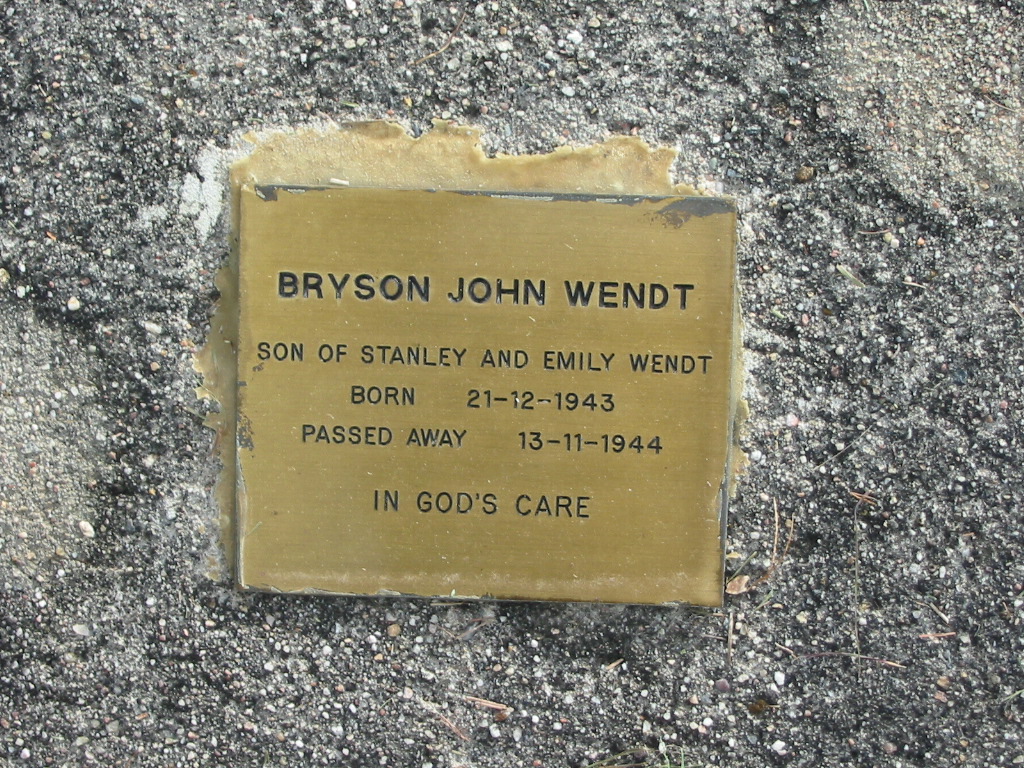 BRYSON JOHN WENDT
SON OF STANLEY AND EMILY WENDT
BORN 21-12-1943
PASSED AWAY 13-11-1944
IN GOD'S CARE